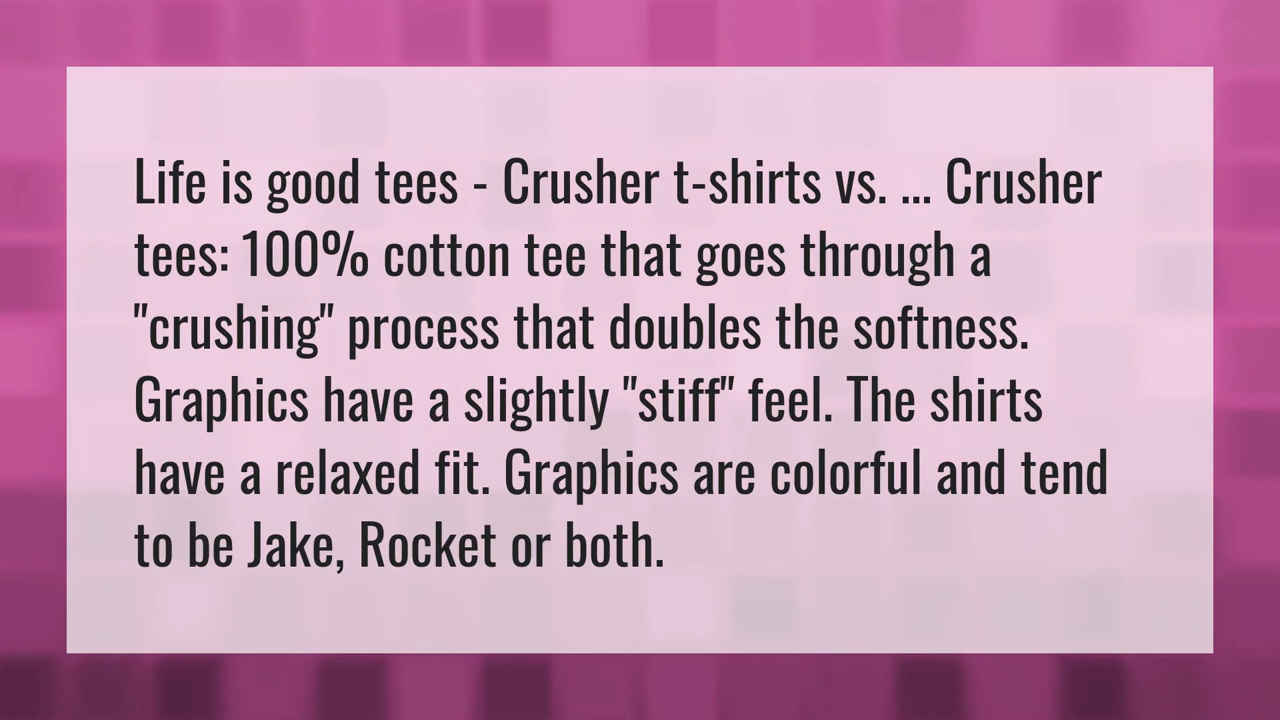 Life is good tees - Crusher t-shirts vs. ... Crusher
tees: 100% cotton tee that goes through a
"crushing" process that doubles the softness.
Graphics have a slightly "stiff" feel. The shirts
have a relaxed fit. Graphics are colorful and tend
to be Jake, Rocket or both.